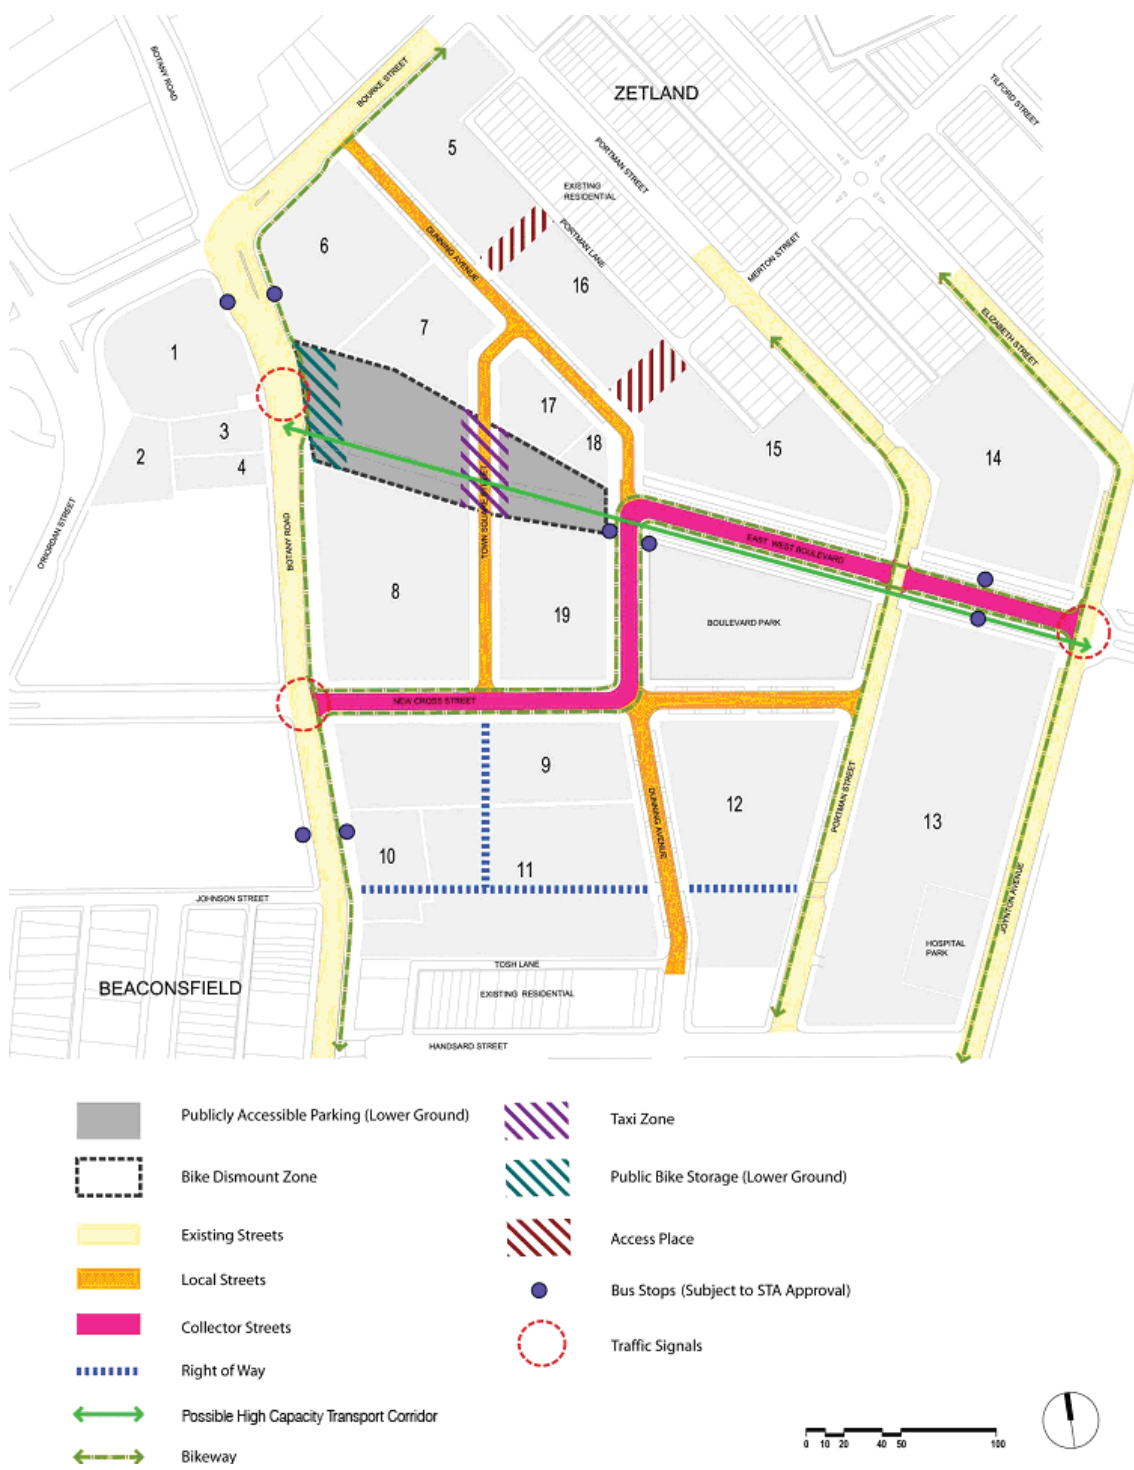 BOTANY ROAD
BOURKE STREET
ZETLAND
TILFORD STREET
5
PORTMAN STREET
EXISTING
RESIDENTIAL
PORTMAN LANE
6
DUNNING AVENUE
MERTON STREET
16
ELIZABETH STREET
7
1
17
3
18
15
2
4
14
O'RIORDAN STREET
BOTANY ROAD
TOWN SQUARE STREET
EAST WEST BOULEVARD
8
19
BOULEVARD PARK
NEW CROSS STREET
9
12
PORTMAN STREET
DUNNING AVENUE
13
10
11
JOYNTON AVENUE
JOHNSON STREET
HOSPITAL
PARK
TOSH LANE
BEACONSFIELD
EXISTING RESIDENTIAL
HANDSARD STREET
Publicly Accessible Parking (Lower Ground)
Taxi Zone
Bike Dismount Zone
Public Bike Storage (Lower Ground)
Existing Streets
Access Place
Local Streets
Bus Stops (Subject to STA Approval)
Collector Streets
Traffic Signals
Right of Way
Possible High Capacity Transport Corridor
Bikeway
0 10 20 40 50 100